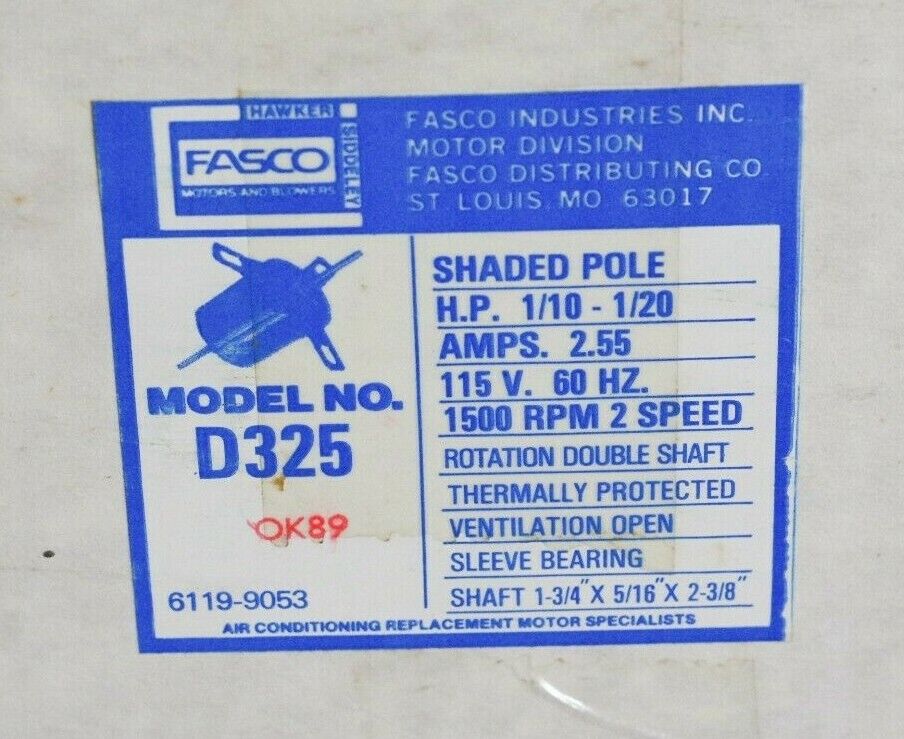 HAWKER
SIDDELEY
FASCO
MOTORS AND BLOWERS
FASCO INDUSTRIES INC.
MOTOR DIVISION
FASCO DISTRIBUTING CO
ST. LOUIS, MO 63017
MODEL NO.
D325
OK89
6119-9053
SHADED POLE
H.P. 1/10 - 1/20
AMPS. 2.55
115 V. 60 HZ.
1500 RPM 2 SPEED
ROTATION DOUBLE SHAFT
THERMALLY PROTECTED
VENTILATION OPEN
SLEEVE BEARING
SHAFT 1-3/4" X 5/16" X 2-3/8"
AIR CONDITIONING REPLACEMENT MOTOR SPECIALISTS